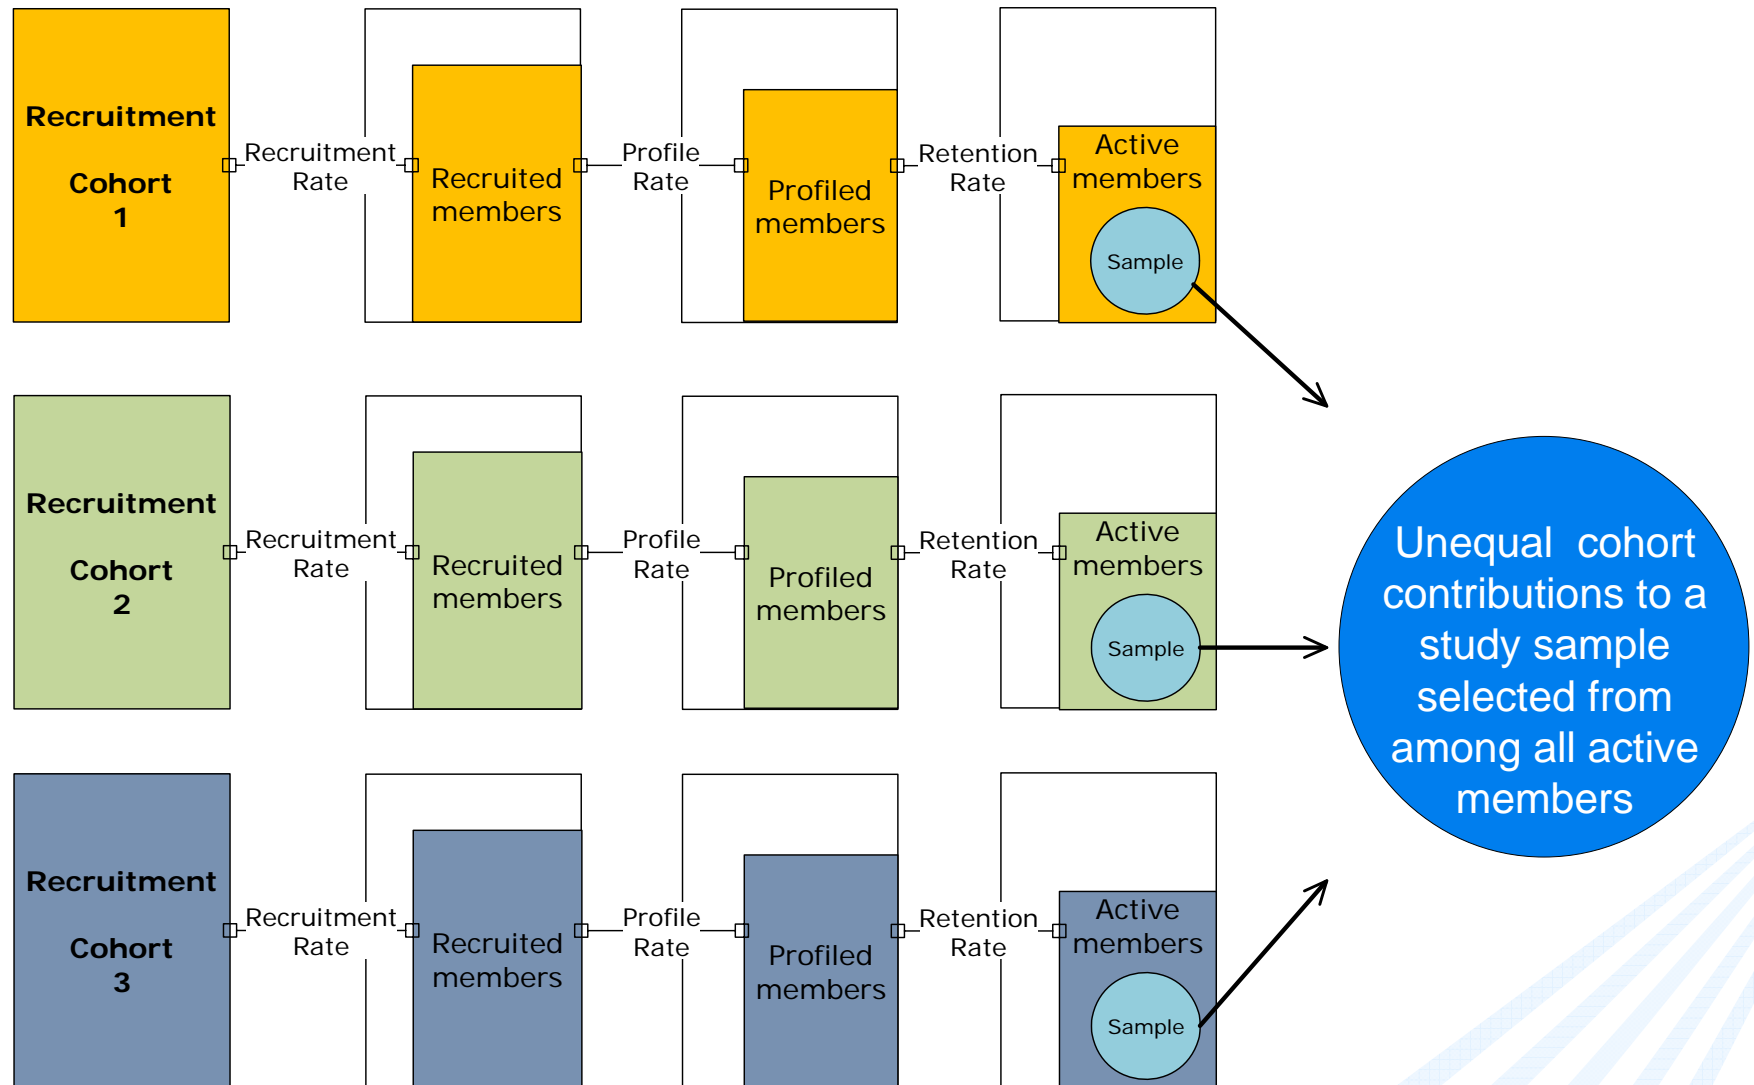 Recruitment
Cohort
1
Recruitment
Rate
Recruited
members
Profile
Rate
Profiled
members
Retention
Rate
Active
members
Sample
Recruitment
Cohort
2
Recruitment
Rate
Recruited
members
Profile
Rate
Profiled
members
Retention
Rate
Active
members
Sample
Recruitment
Cohort
3
Recruitment
Rate
Recruited
members
Profile
Rate
Profiled
members
Retention
Rate
Active
members
Sample
Unequal cohort
contributions to a
study sample
selected from
among all active
members